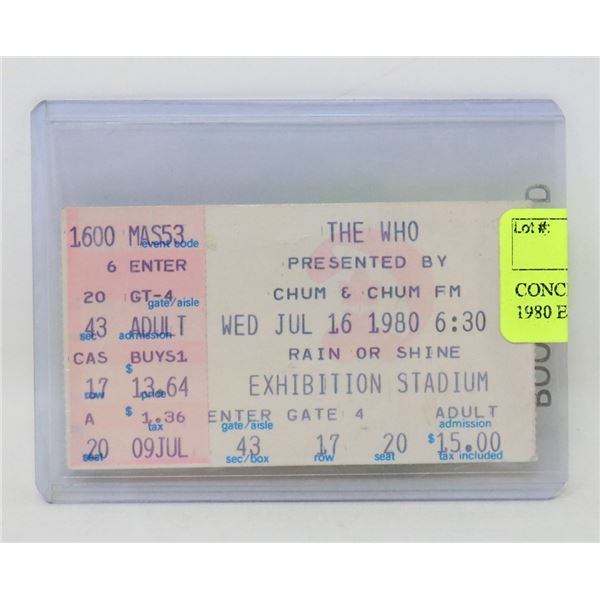 1600 MAS53
event code
6 ENTER
20 GT-4
gate/aisle
43 ADULT
sec admission
CAS BUYS1
$
17 13.64
row price
A $ 1.36
tax
20 09JUL
seat
THE WHO
PRESENTED BY
CHUM & CHUM FM
WED JUL 16 1980 6:30
RAIN OR SHINE
EXHIBITION STADIUM
ENTER GATE 4 ADULT
gate/aisle admission
43 17 20 $15.00
sec/box row seat tax included
Lot #:
CONC
1980 E